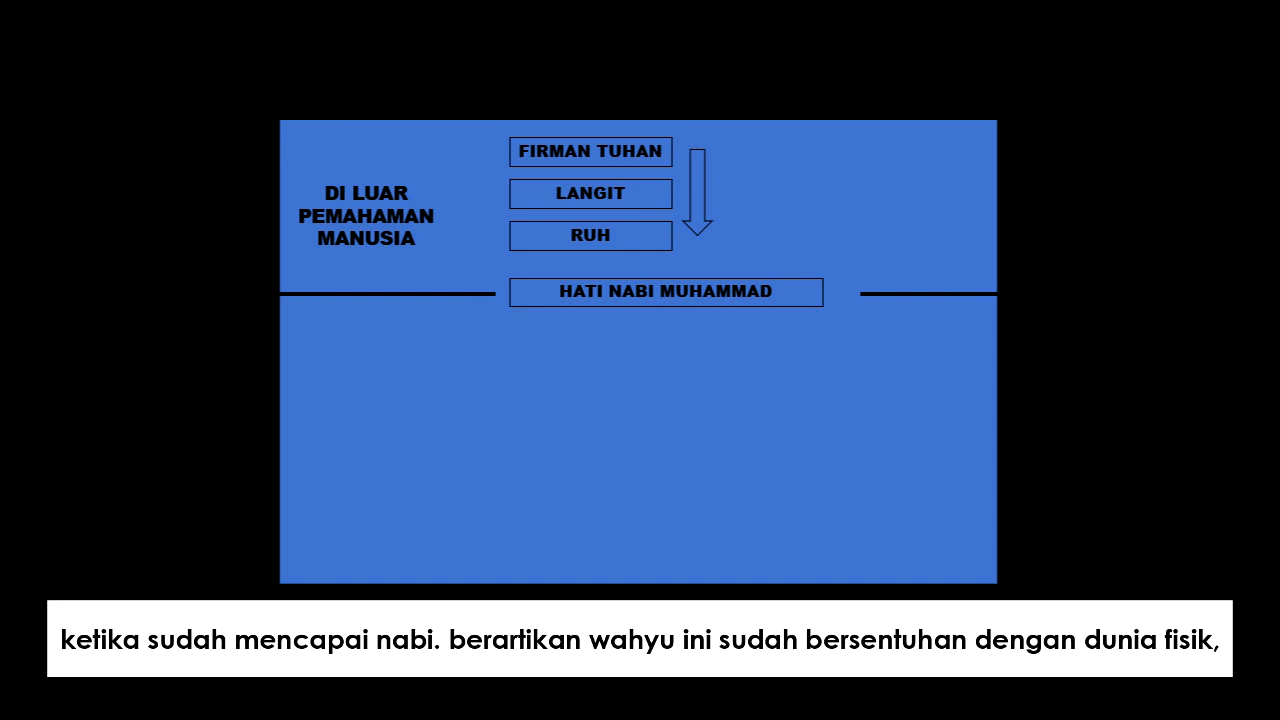 FIRMAN TUHAN
LANGIT
RUH
DI LUAR
PEMAHAMAN
MANUSIA
HATI NABI MUHAMMAD
ketika sudah mencapai nabi. berartikan wahyu ini sudah bersentuhan dengan dunia fisik,